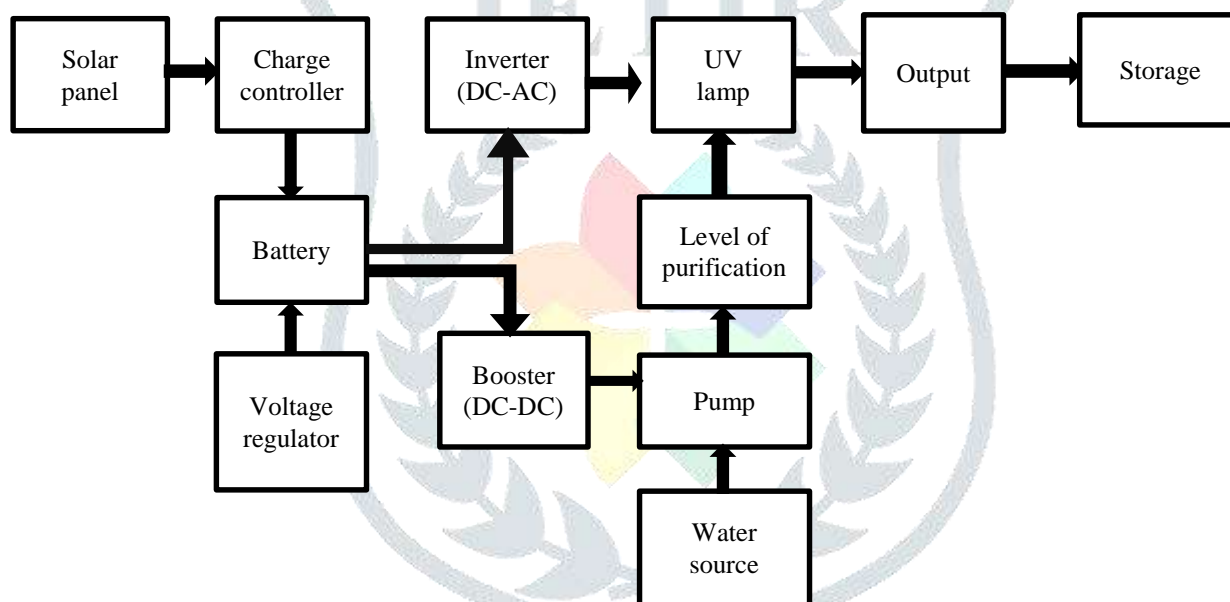 Solar
panel
Charge
controller
Inverter
(DC-AC)
UV
lamp
Output
Storage
Battery
Level of
purification
Voltage
regulator
Booster
(DC-DC)
Pump
Water
source